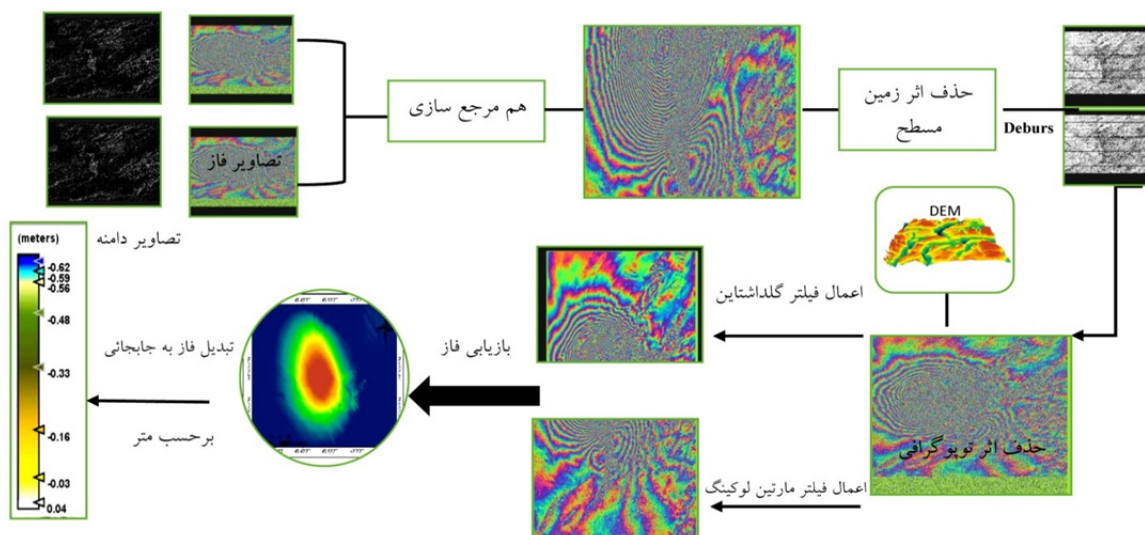 تصاویر فاز
تصاویر دامنه
هم مرجع سازی
حذف اثر زمین
مسطح
Deburs
DEM
حذف اثر توپوگرافی
اعمال فیلتر گلداشتاین
اعمال فیلتر مارتین لوکینگ
بازیابی فاز
تبدیل فاز به جابجائی
برحسب متر
(meters)
-0.62
-0.59
-0.56
-0.48
-0.33
-0.16
-0.03
0.04